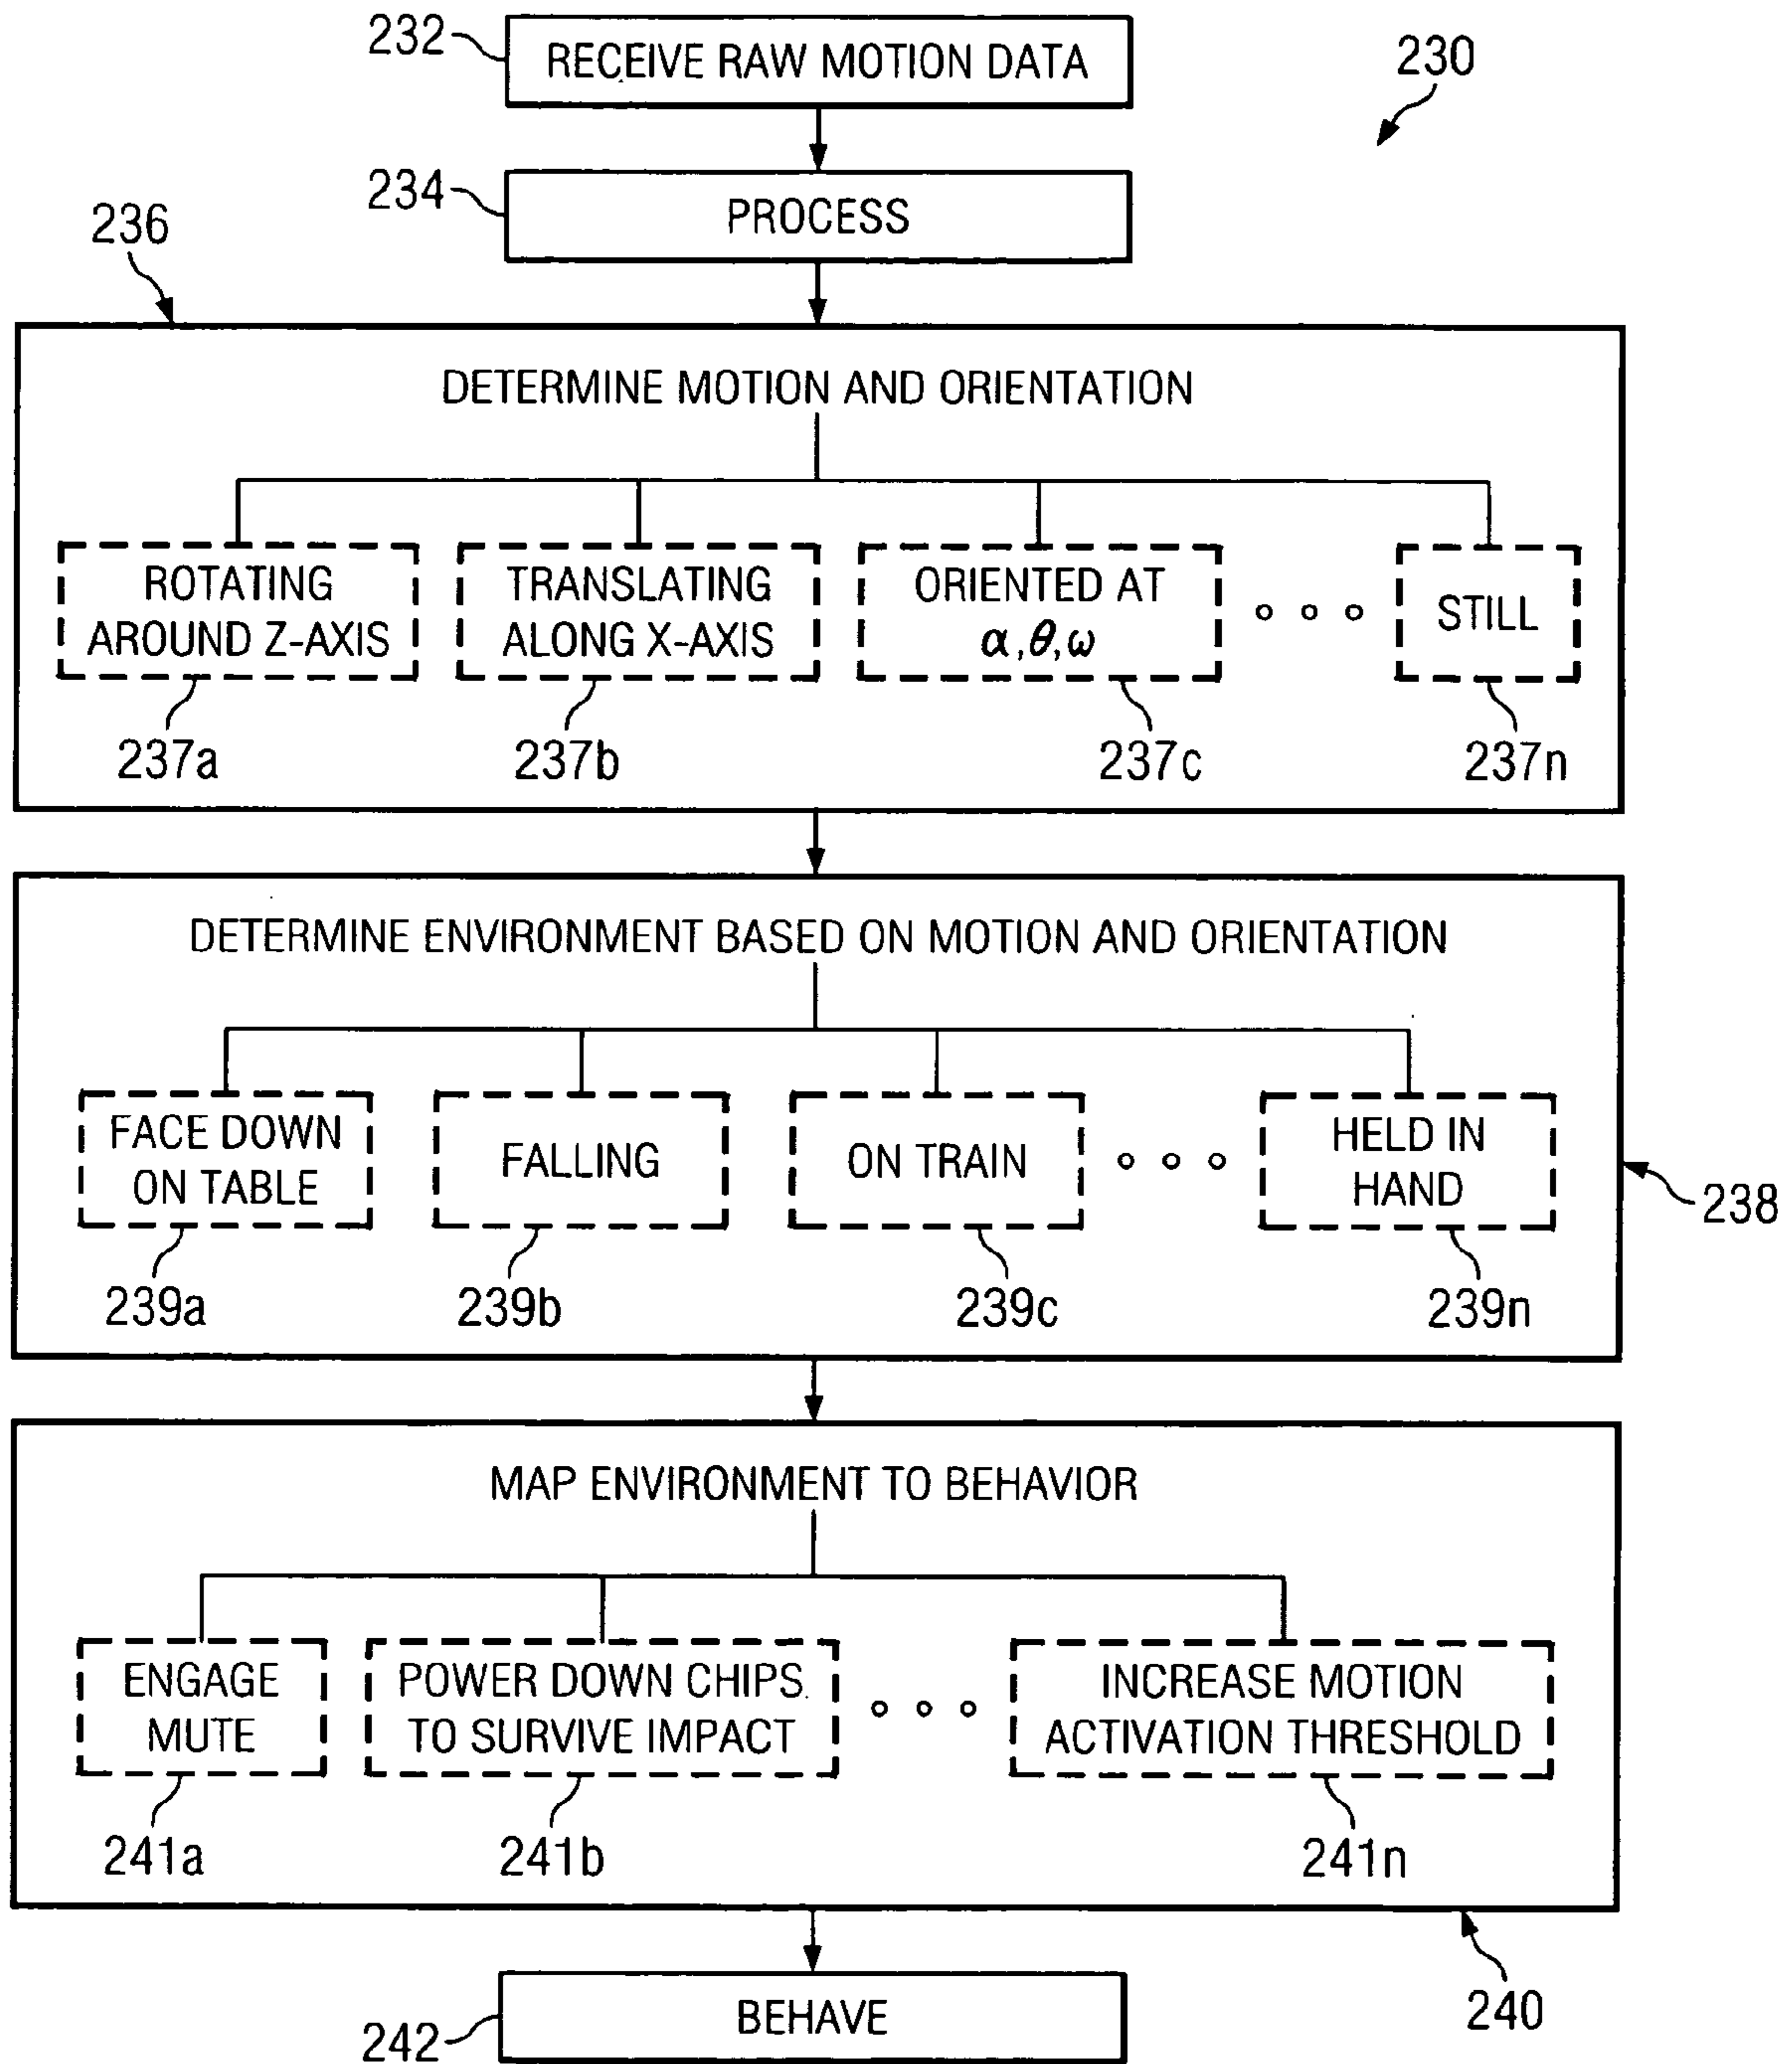 232
RECEIVE RAW MOTION DATA
230
234
PROCESS
236
DETERMINE MOTION AND ORIENTATION
ROTATING
AROUND Z-AXIS
TRANSLATING
ALONG X-AXIS
ORIENTED AT
α,θ,ω
STILL
237a
237b
237c
237n
DETERMINE ENVIRONMENT BASED ON MOTION AND ORIENTATION
FACE DOWN
ON TABLE
FALLING
ON TRAIN
HELD IN
HAND
238
239a
239b
239c
239n
MAP ENVIRONMENT TO BEHAVIOR
ENGAGE
MUTE
POWER DOWN CHIPS
TO SURVIVE IMPACT
INCREASE MOTION
ACTIVATION THRESHOLD
241a
241b
241n
240
242
BEHAVE